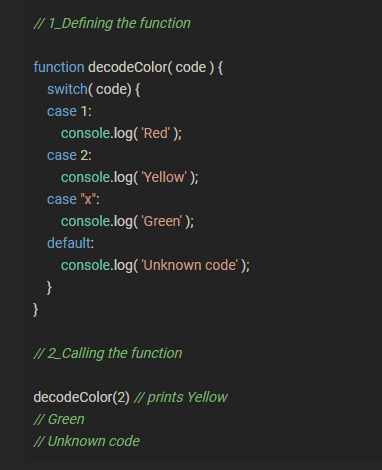 // 1_Defining the function
function decodeColor( code ) {
switch( code) {
case 1:
console.log( 'Red' );
case 2:
console.log( 'Yellow' );
case "x":
console.log( 'Green' );
default:
console.log( 'Unknown code' );
}
}
// 2_Calling the function
decodeColor(2) // prints Yellow
// Green
// Unknown code